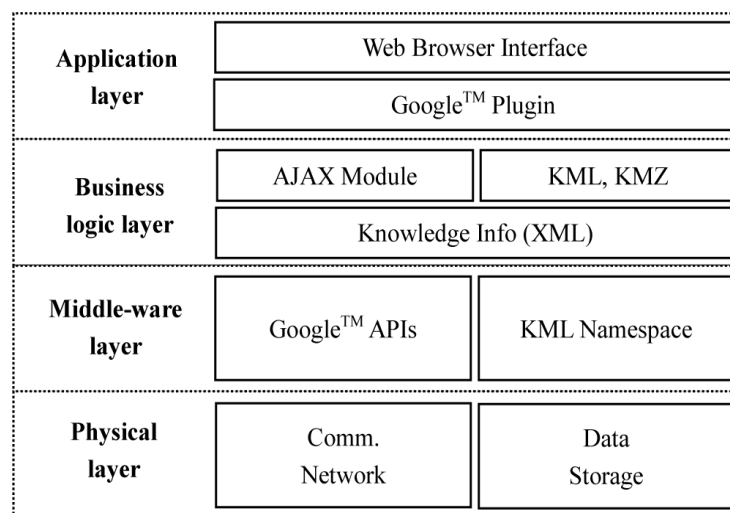 Application
layer
Web Browser Interface
Google™ Plugin
Business
logic layer
AJAX Module
KML, KMZ
Knowledge Info (XML)
Middle-ware
layer
Google™ APIs
KML Namespace
Physical
layer
Comm.
Network
Data
Storage